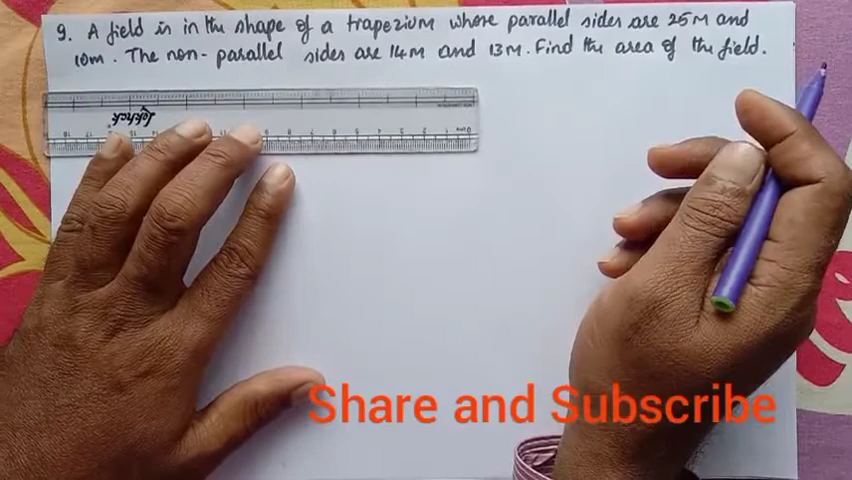 9. A field is in the shape of a trapezium whose parallel sides are 25M and
10m. The non-parallel sides are 14M and 13M. Find the area of the field.
Share and Subscribe